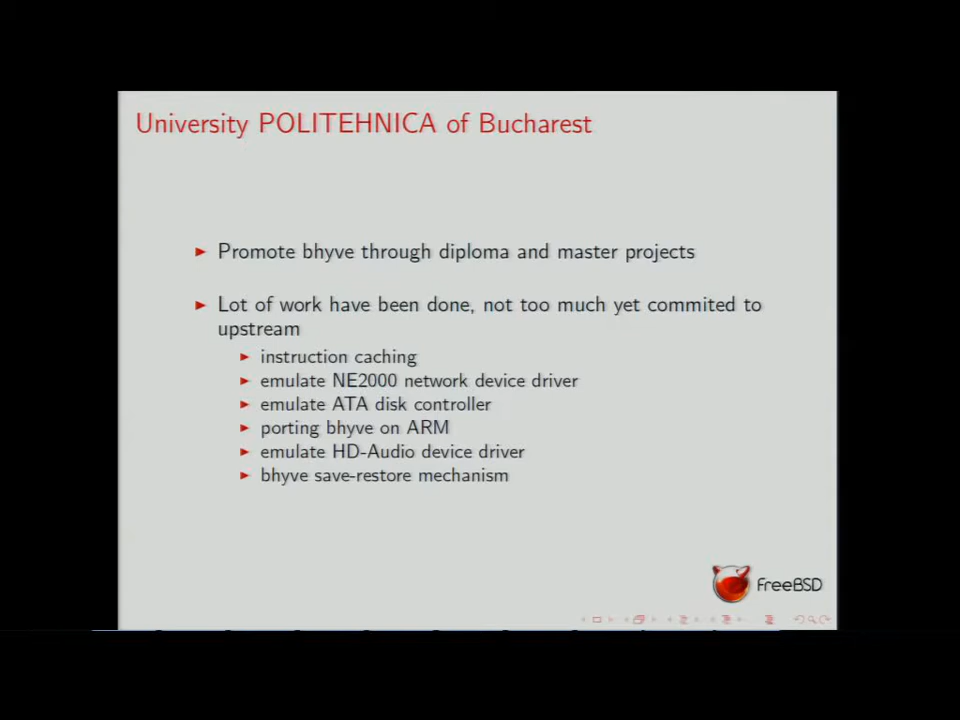 University POLITEHNICA of Bucharest
Promote bhyve through diploma and master projects
Lot of work have been done, not too much yet commited to
upstream
instruction caching
emulate NE2000 network device driver
emulate ATA disk controller
porting bhyve on ARM
emulate HD-Audio device driver
bhyve save-restore mechanism
FreeBSD